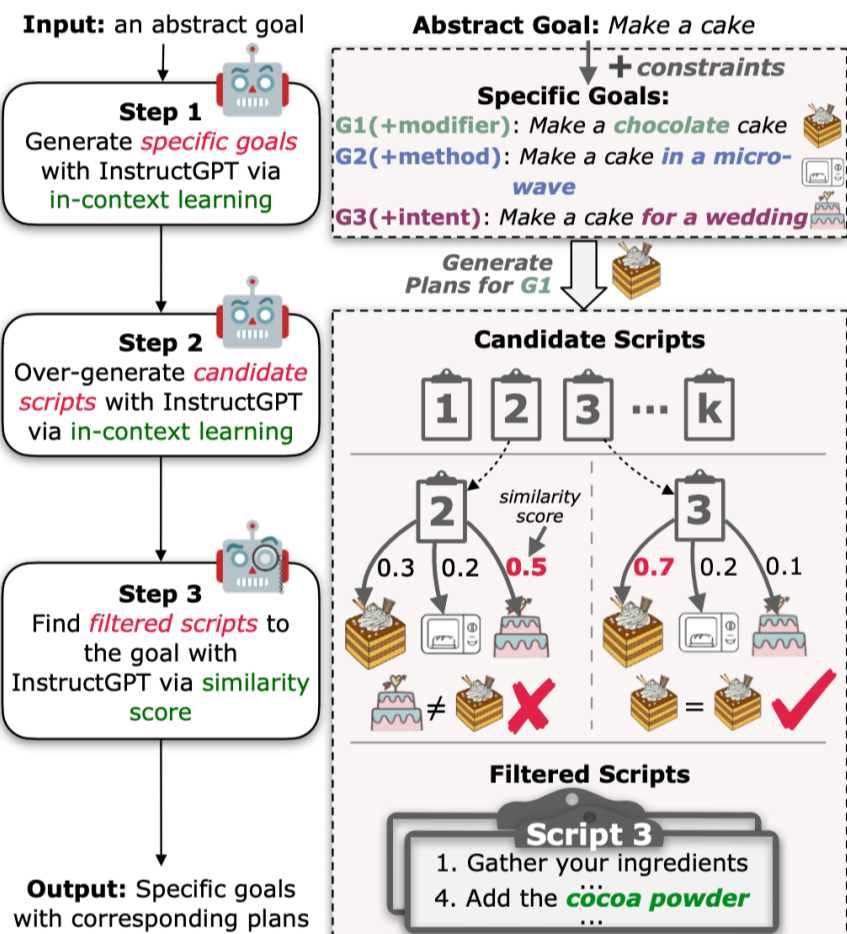 Input: an abstract goal
Step 1
Generate specific goals
with InstructGPT via
in-context learning
Step 2
Over-generate candidate
scripts with InstructGPT
via in-context learning
Step 3
Find filtered scripts to
the goal with
InstructGPT via similarity
score
Output: Specific goals
with corresponding plans
Abstract Goal: Make a cake
+ constraints
Specific Goals:
G1(+modifier): Make a chocolate cake
G2(+method): Make a cake in a micro-
wave
G3(+intent): Make a cake for a wedding
Generate
Plans for G1
Candidate Scripts
1 2 3 ... k
2
similarity
score
3
0.3 0.2 0.5
0.7 0.2 0.1
≠
=
Filtered Scripts
Script 3
1. Gather your ingredients
...
4. Add the cocoa powder
...